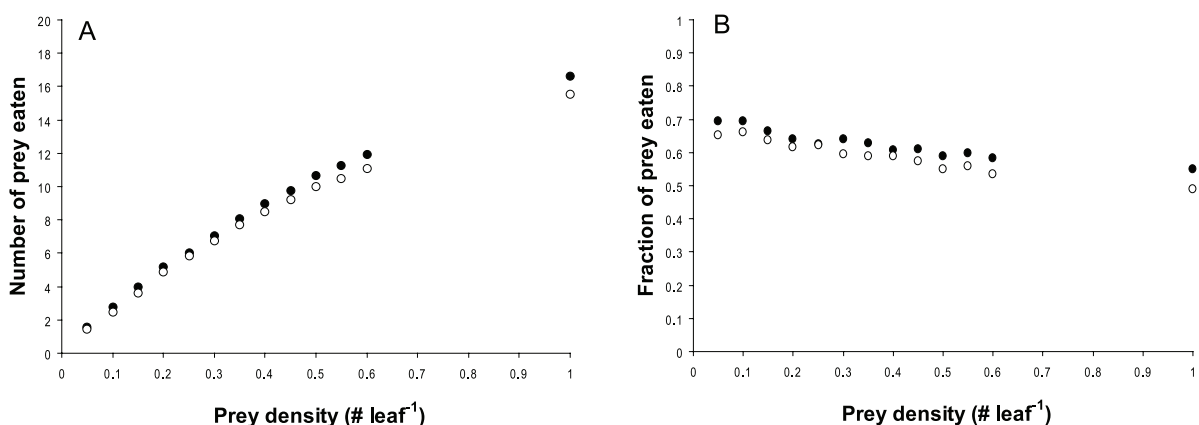 A
Number of prey eaten
20
18
16
14
12
10
8
6
4
2
0
0 0.1 0.2 0.3 0.4 0.5 0.6 0.7 0.8 0.9 1
Prey density (# leaf⁻¹)
B
Fraction of prey eaten
1
0.9
0.8
0.7
0.6
0.5
0.4
0.3
0.2
0.1
0
0 0.1 0.2 0.3 0.4 0.5 0.6 0.7 0.8 0.9 1
Prey density (# leaf⁻¹)